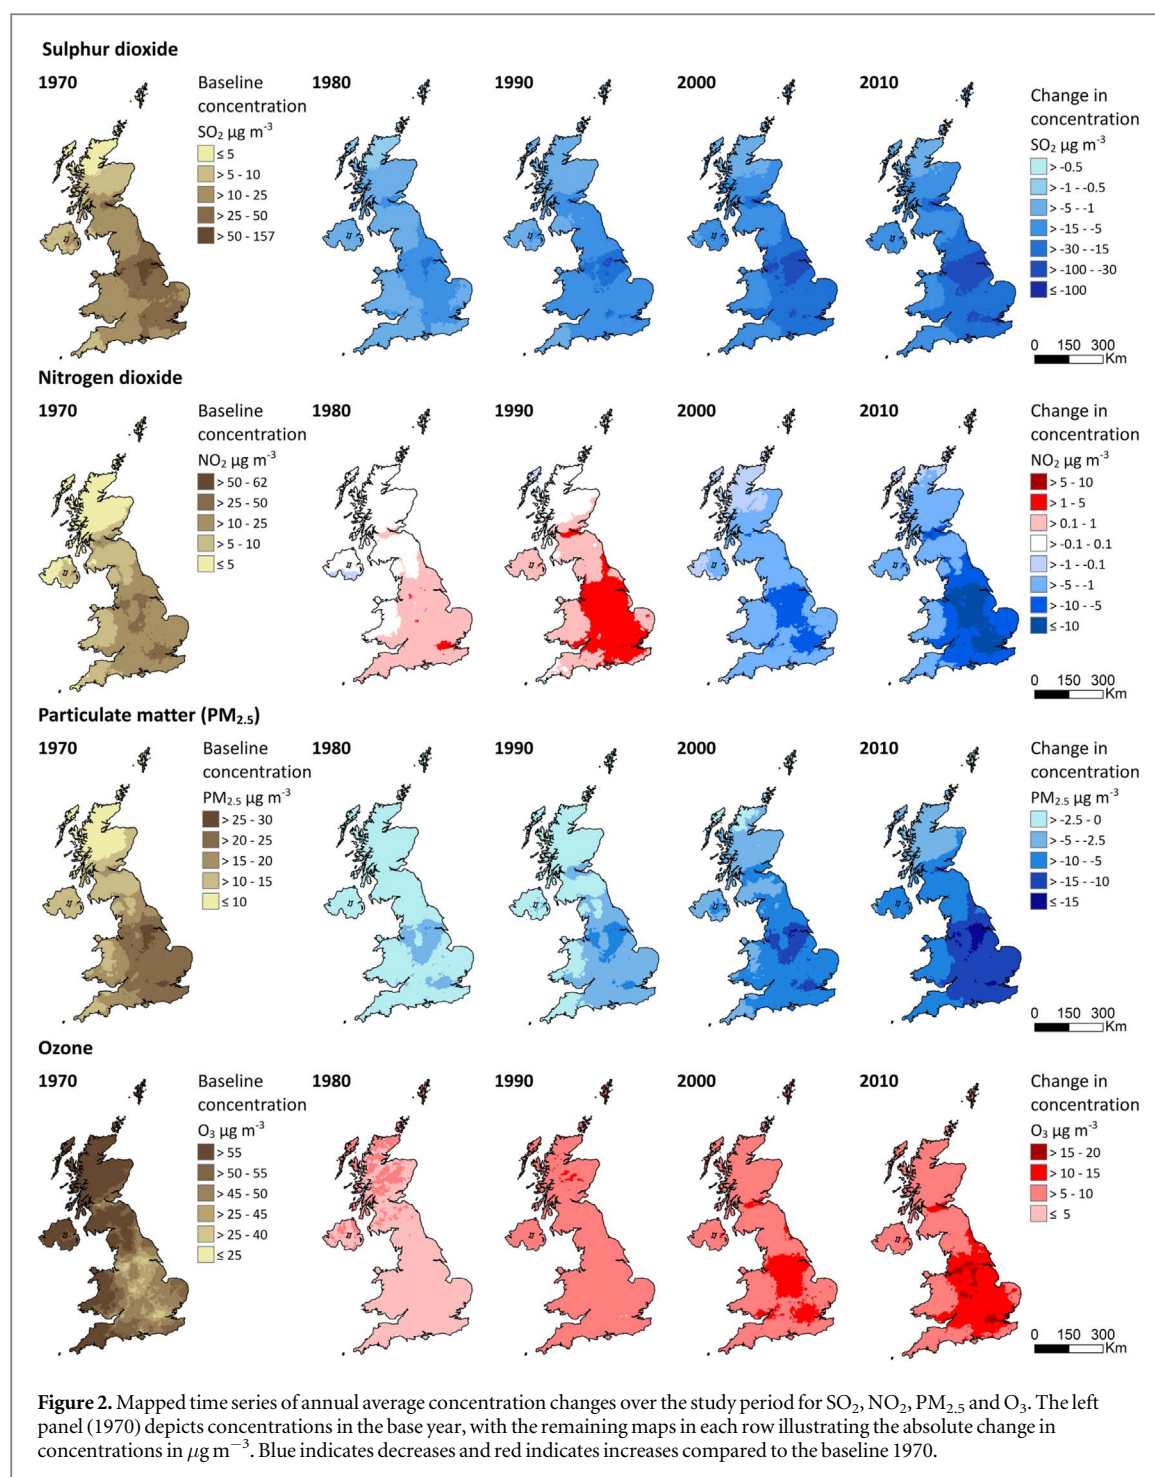 Sulphur dioxide
1970
Baseline
concentration
SO₂ µg m⁻³
≤ 5
> 5 - 10
> 10 - 25
> 25 - 50
> 50 - 157
1980
1990
2000
2010
Change in
concentration
SO₂ µg m⁻³
> -0.5
> -1 - -0.5
> -5 - -1
> -15 - -5
> -30 - -15
> -100 - -30
≤ -100
0 150 300
Km
Nitrogen dioxide
1970
Baseline
concentration
NO₂ µg m⁻³
> 50 - 62
> 25 - 50
> 10 - 25
> 5 - 10
≤ 5
1980
1990
2000
2010
Change in
concentration
NO₂ µg m⁻³
> 5 - 10
> 1 - 5
> 0.1 - 1
> -0.1 - 0.1
> -1 - -0.1
> -5 - -1
> -10 - -5
≤ -10
0 150 300
Km
Particulate matter (PM₂.₅)
1970
Baseline
concentration
PM₂.₅ µg m⁻³
> 25 - 30
> 20 - 25
> 15 - 20
> 10 - 15
≤ 10
1980
1990
2000
2010
Change in
concentration
PM₂.₅ µg m⁻³
> -2.5 - 0
> -5 - -2.5
> -10 - -5
> -15 - -10
≤ -15
0 150 300
Km
Ozone
1970
Baseline
concentration
O₃ µg m⁻³
> 55
> 50 - 55
> 45 - 50
> 25 - 45
> 25 - 40
≤ 25
1980
1990
2000
2010
Change in
concentration
O₃ µg m⁻³
> 15 - 20
> 10 - 15
> 5 - 10
≤ 5
0 150 300
Km
Figure 2. Mapped time series of annual average concentration changes over the study period for SO₂, NO₂, PM₂.₅ and O₃. The left
panel (1970) depicts concentrations in the base year, with the remaining maps in each row illustrating the absolute change in
concentrations in µg m⁻³. Blue indicates decreases and red indicates increases compared to the baseline 1970.